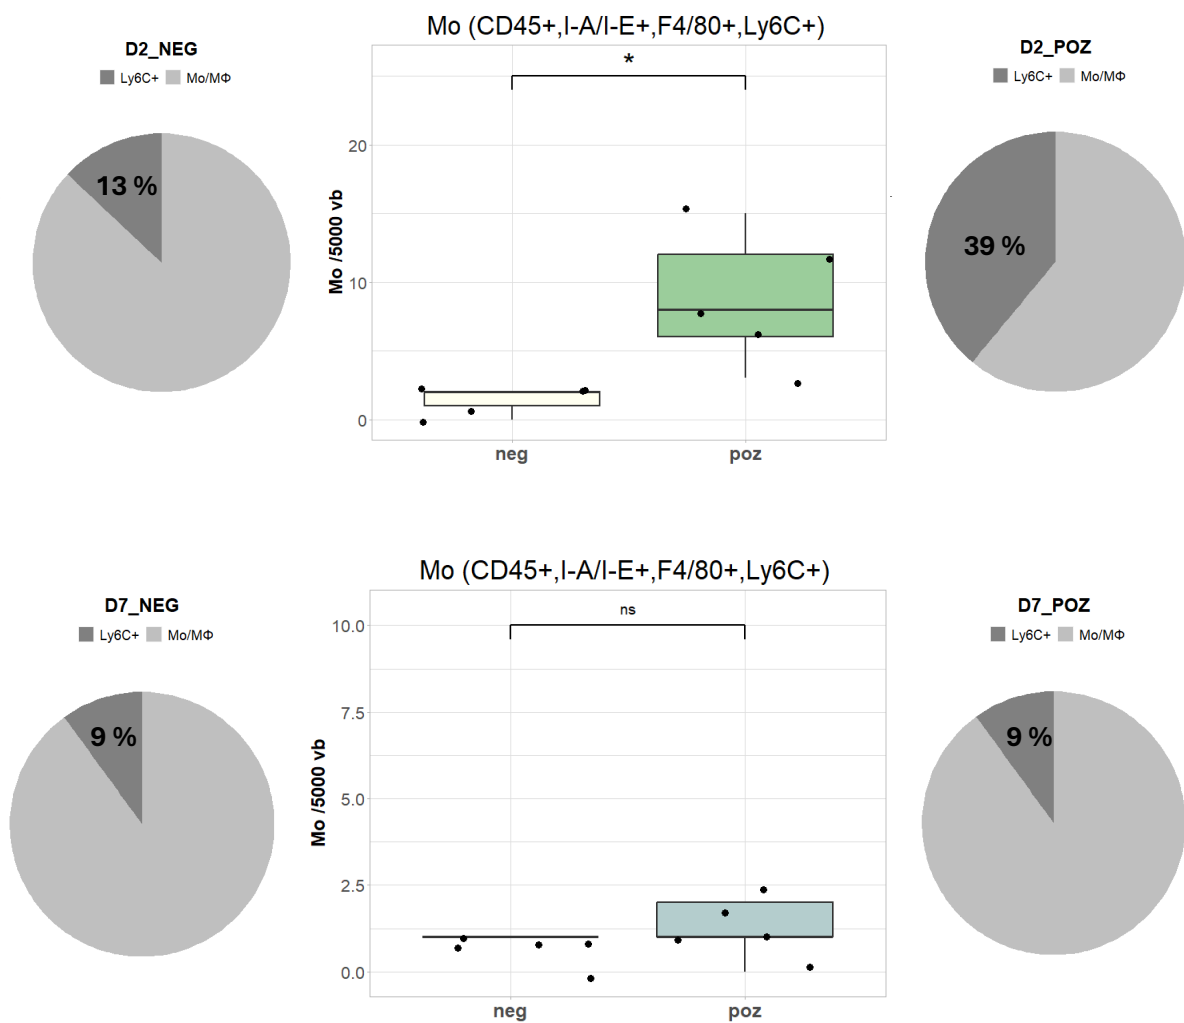 Mo (CD45+,I-A/I-E+,F4/80+,Ly6C+)
D2_NEG
Ly6C+ Mo/MΦ
13 %
Mo /5000 vb
20
10
0
*
neg poz
D2_POZ
Ly6C+ Mo/MΦ
39 %
Mo (CD45+,I-A/I-E+,F4/80+,Ly6C+)
D7_NEG
Ly6C+ Mo/MΦ
9 %
Mo /5000 vb
10.0
7.5
5.0
2.5
0.0
ns
neg poz
D7_POZ
Ly6C+ Mo/MΦ
9 %